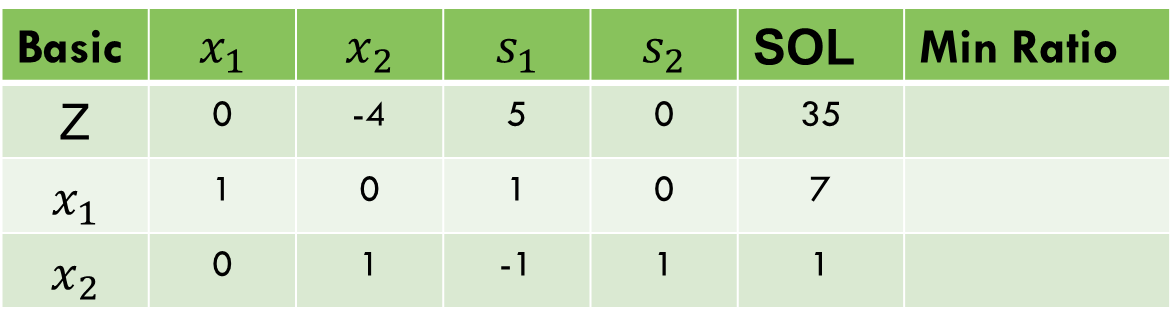 Basic x₁ x₂ s₁ s₂ SOL Min Ratio
Z 0 -4 5 0 35
x₁ 1 0 1 0 7
x₂ 0 1 -1 1 1